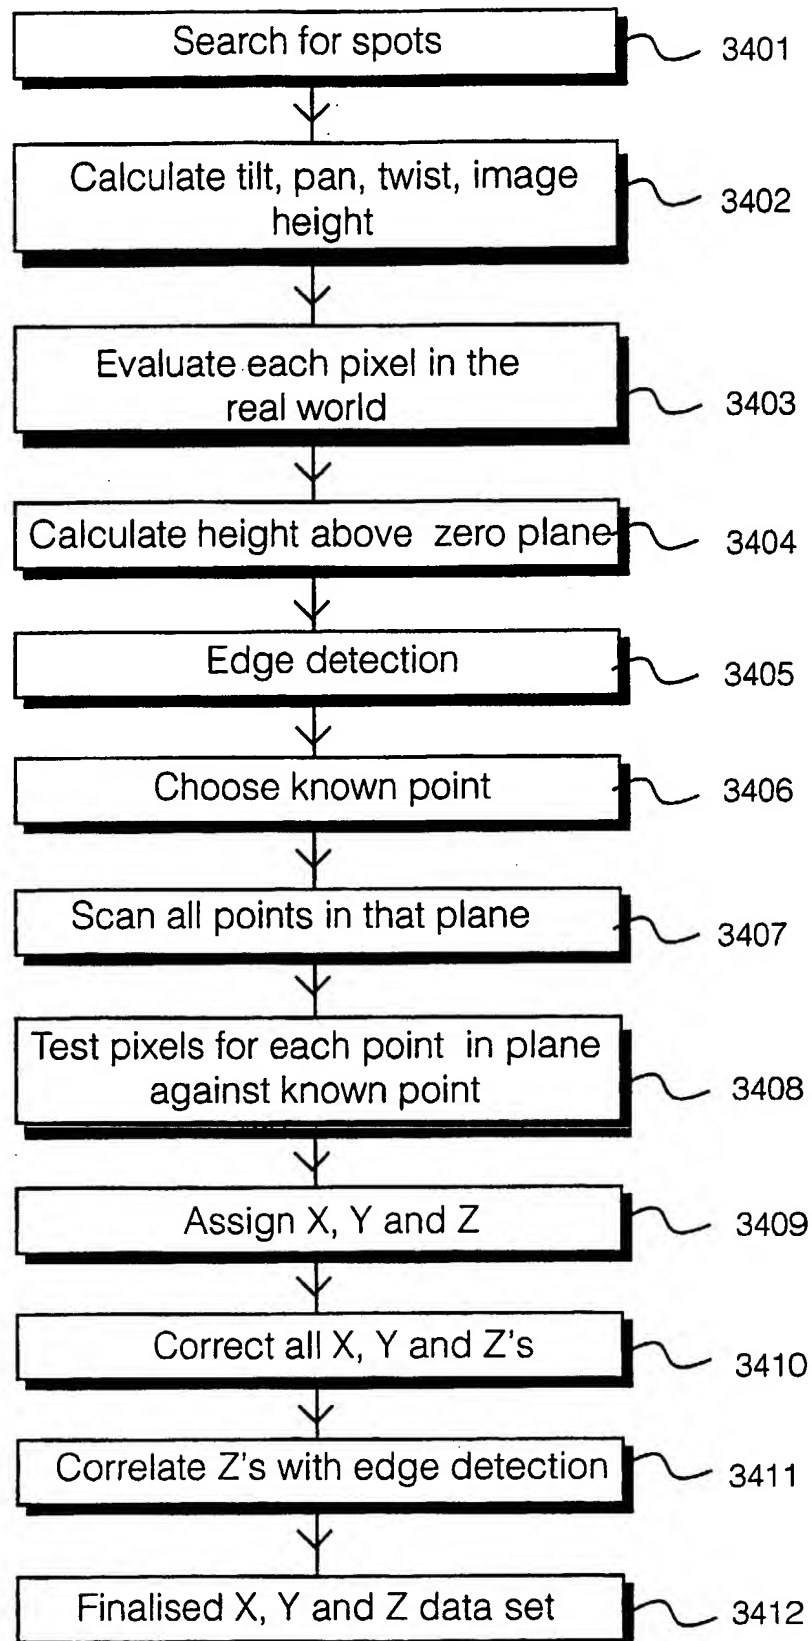 Search for spots
3401
Calculate tilt, pan, twist, image
height
3402
Evaluate each pixel in the
real world
3403
Calculate height above zero plane
3404
Edge detection
3405
Choose known point
3406
Scan all points in that plane
3407
Test pixels for each point in plane
against known point
3408
Assign X, Y and Z
3409
Correct all X, Y and Z's
3410
Correlate Z's with edge detection
3411
Finalised X, Y and Z data set
3412